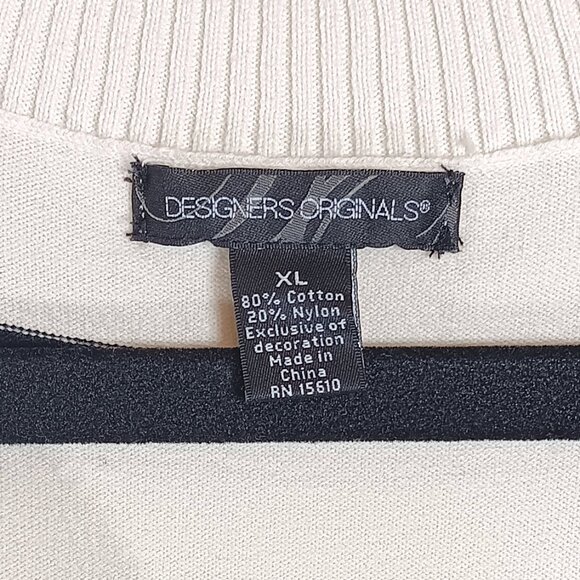 DESIGNERS ORIGINALS®
XL
80% Cotton
20% Nylon
Exclusive of
decoration
Made in
China
RN 15610